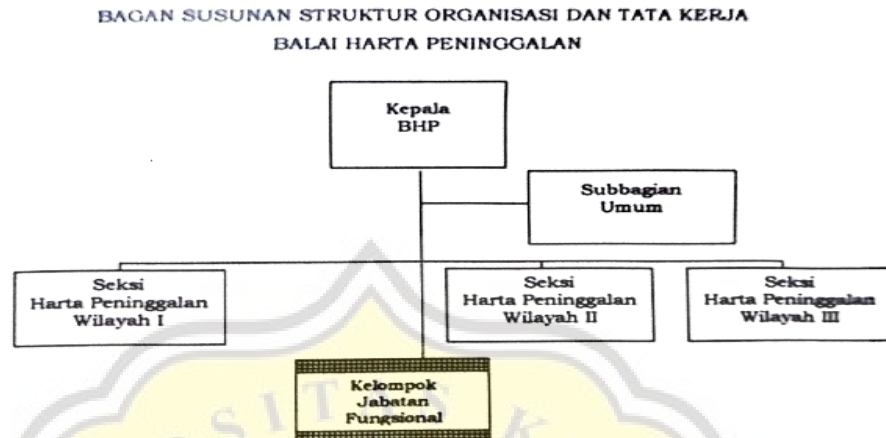 BAGAN SUSUNAN STRUKTUR ORGANISASI DAN TATA KERJA
BALAI HARTA PENINGGALAN
Kepala
BHP
Subbagian
Umum
Seksi
Harta Peninggalan
Wilayah I
Seksi
Harta Peninggalan
Wilayah II
Seksi
Harta Peninggalan
Wilayah III
Kelompok
Jabatan
Fungsional